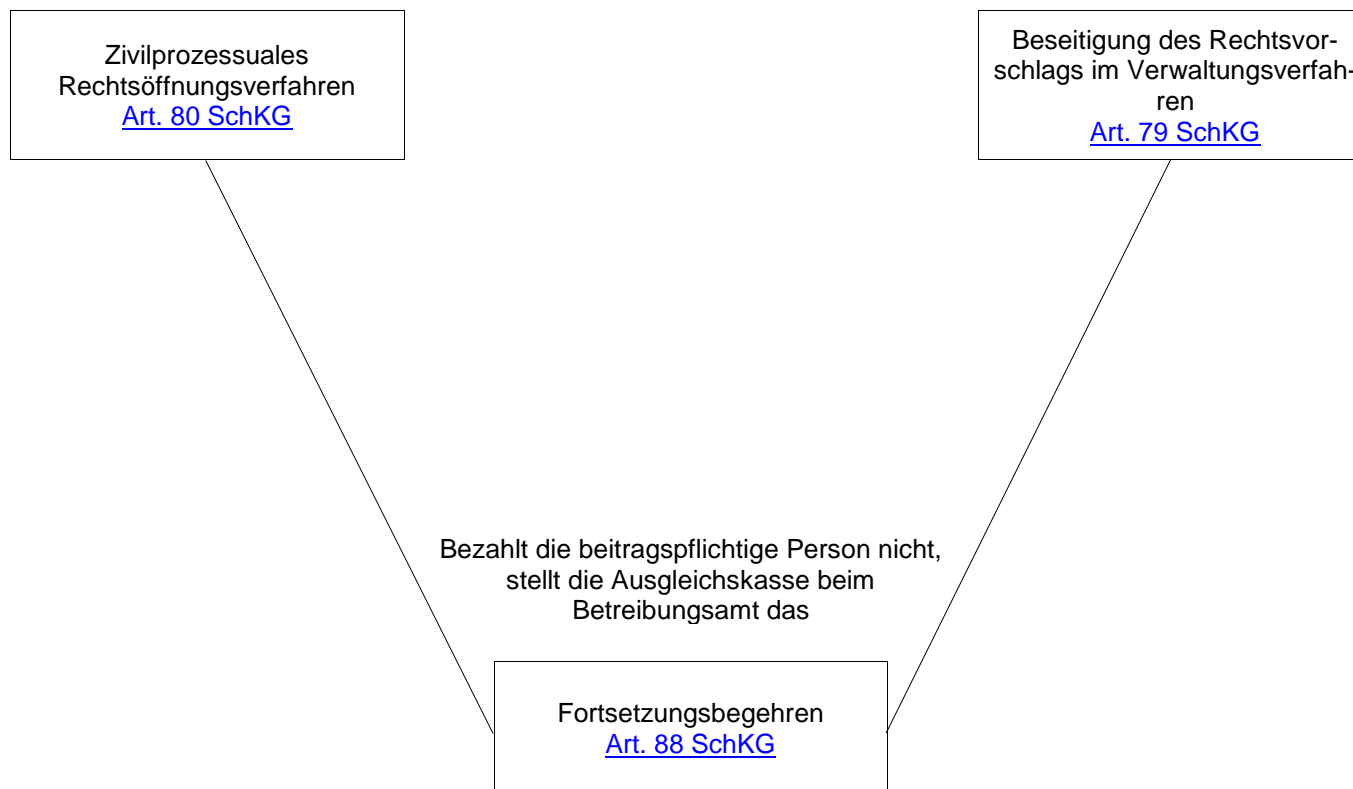 Zivilprozessuales
Rechtsöffnungsverfahren
Art. 80 SchKG
Beseitigung des Rechtsvor-
schlags im Verwaltungsverfah-
ren
Art. 79 SchKG
Bezahlt die beitragspflichtige Person nicht,
stellt die Ausgleichskasse beim
Betreibungsamt das
Fortsetzungsbegehren
Art. 88 SchKG